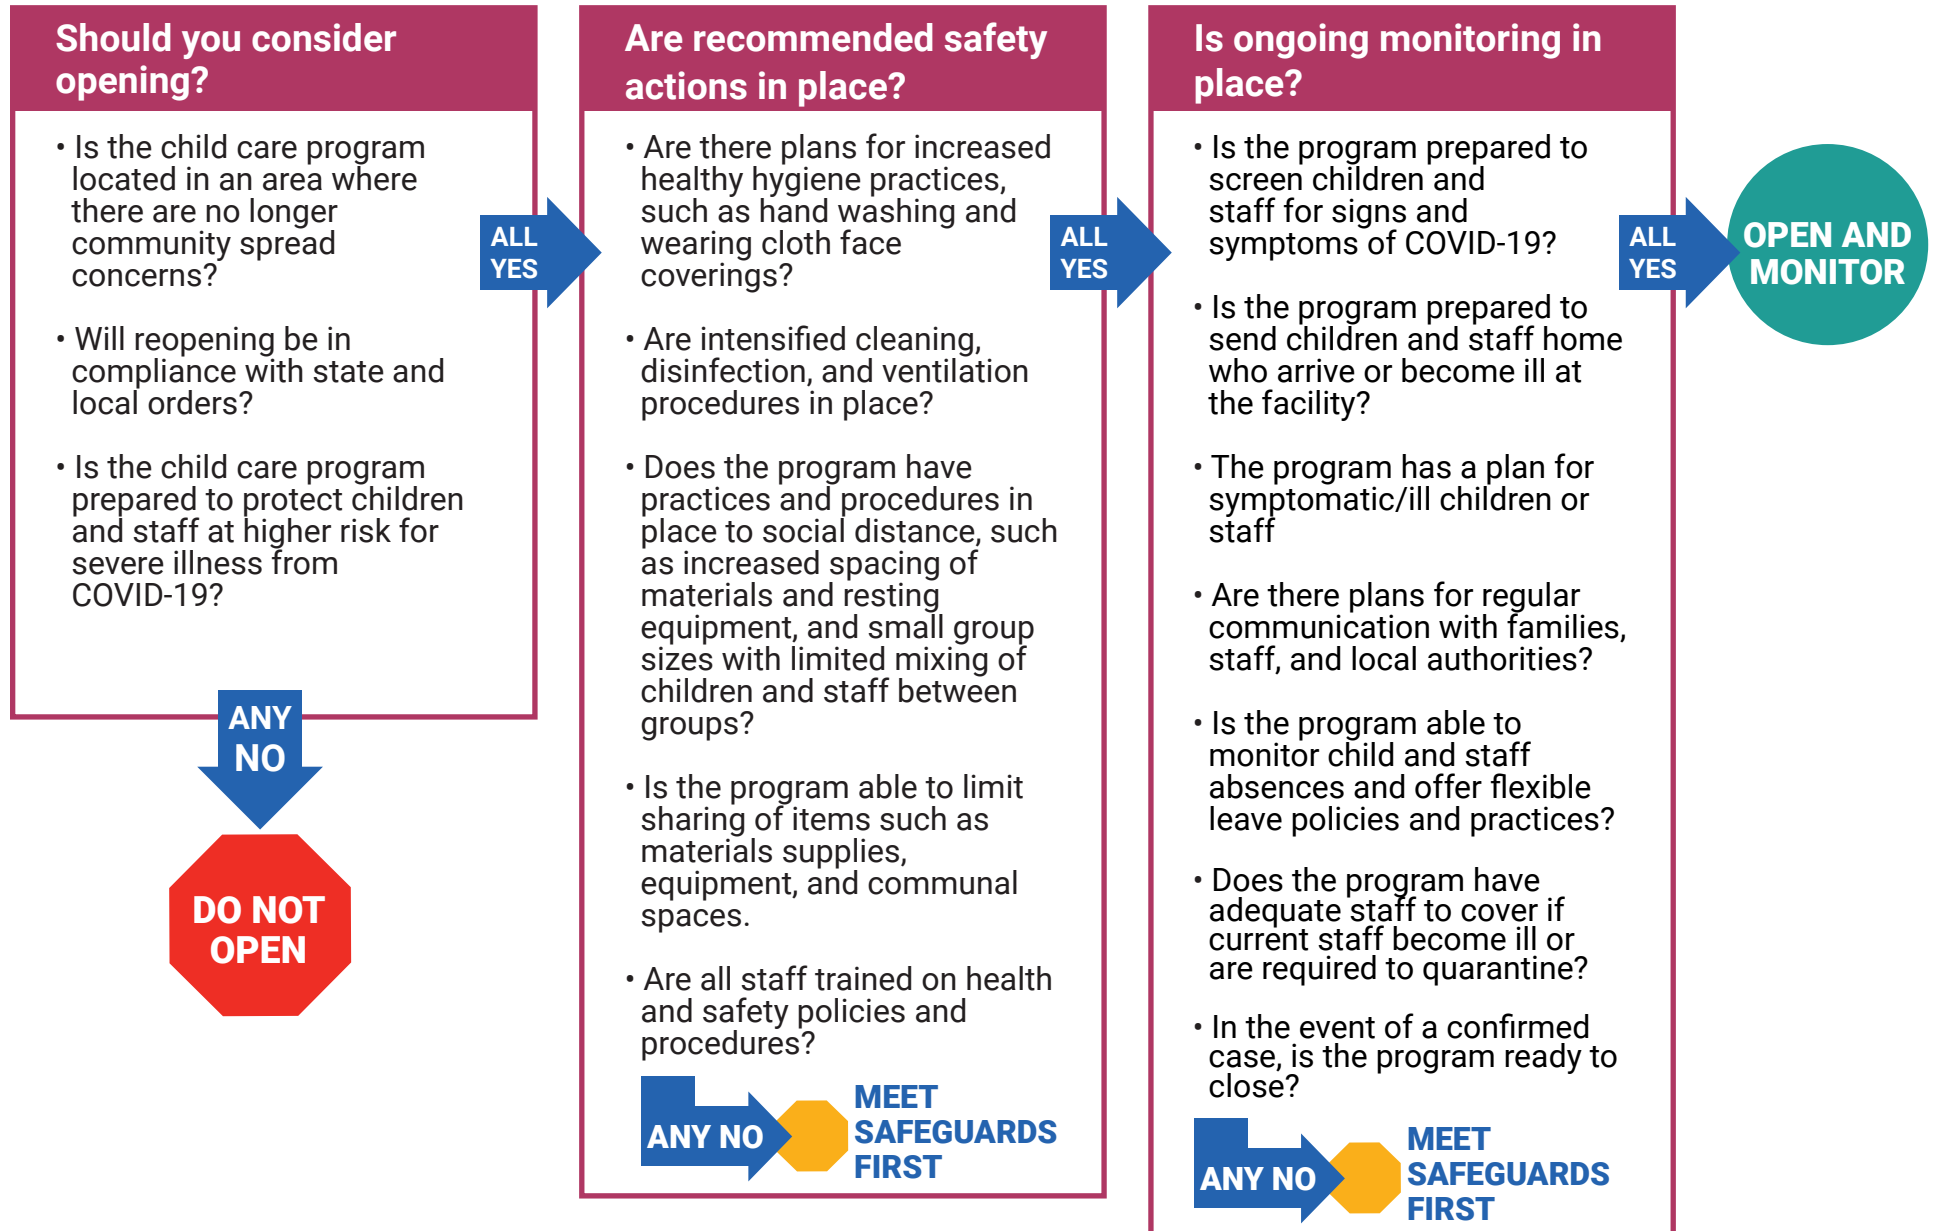 Should you consider
opening?
• Is the child care program
located in an area where
there are no longer
community spread
concerns?
• Will reopening be in
compliance with state and
local orders?
• Is the child care program
prepared to protect children
and staff at higher risk for
severe illness from
COVID-19?
ANY
NO
DO NOT
OPEN
ALL
YES
Are recommended safety
actions in place?
• Are there plans for increased
healthy hygiene practices,
such as hand washing and
wearing cloth face
coverings?
• Are intensified cleaning,
disinfection, and ventilation
procedures in place?
• Does the program have
practices and procedures in
place to social distance, such
as increased spacing of
materials and resting
equipment, and small group
sizes with limited mixing of
children and staff between
groups?
• Is the program able to limit
sharing of items such as
materials supplies,
equipment, and communal
spaces.
• Are all staff trained on health
and safety policies and
procedures?
ANY NO
MEET
SAFEGUARDS
FIRST
ALL
YES
Is ongoing monitoring in
place?
• Is the program prepared to
screen children and
staff for signs and
symptoms of COVID-19?
• Is the program prepared to
send children and staff home
who arrive or become ill at
the facility?
• The program has a plan for
symptomatic/ill children or
staff
• Are there plans for regular
communication with families,
staff, and local authorities?
• Is the program able to
monitor child and staff
absences and offer flexible
leave policies and practices?
• Does the program have
adequate staff to cover if
current staff become ill or
are required to quarantine?
• In the event of a confirmed
case, is the program ready to
close?
ANY NO
MEET
SAFEGUARDS
FIRST
ALL
YES
OPEN AND
MONITOR